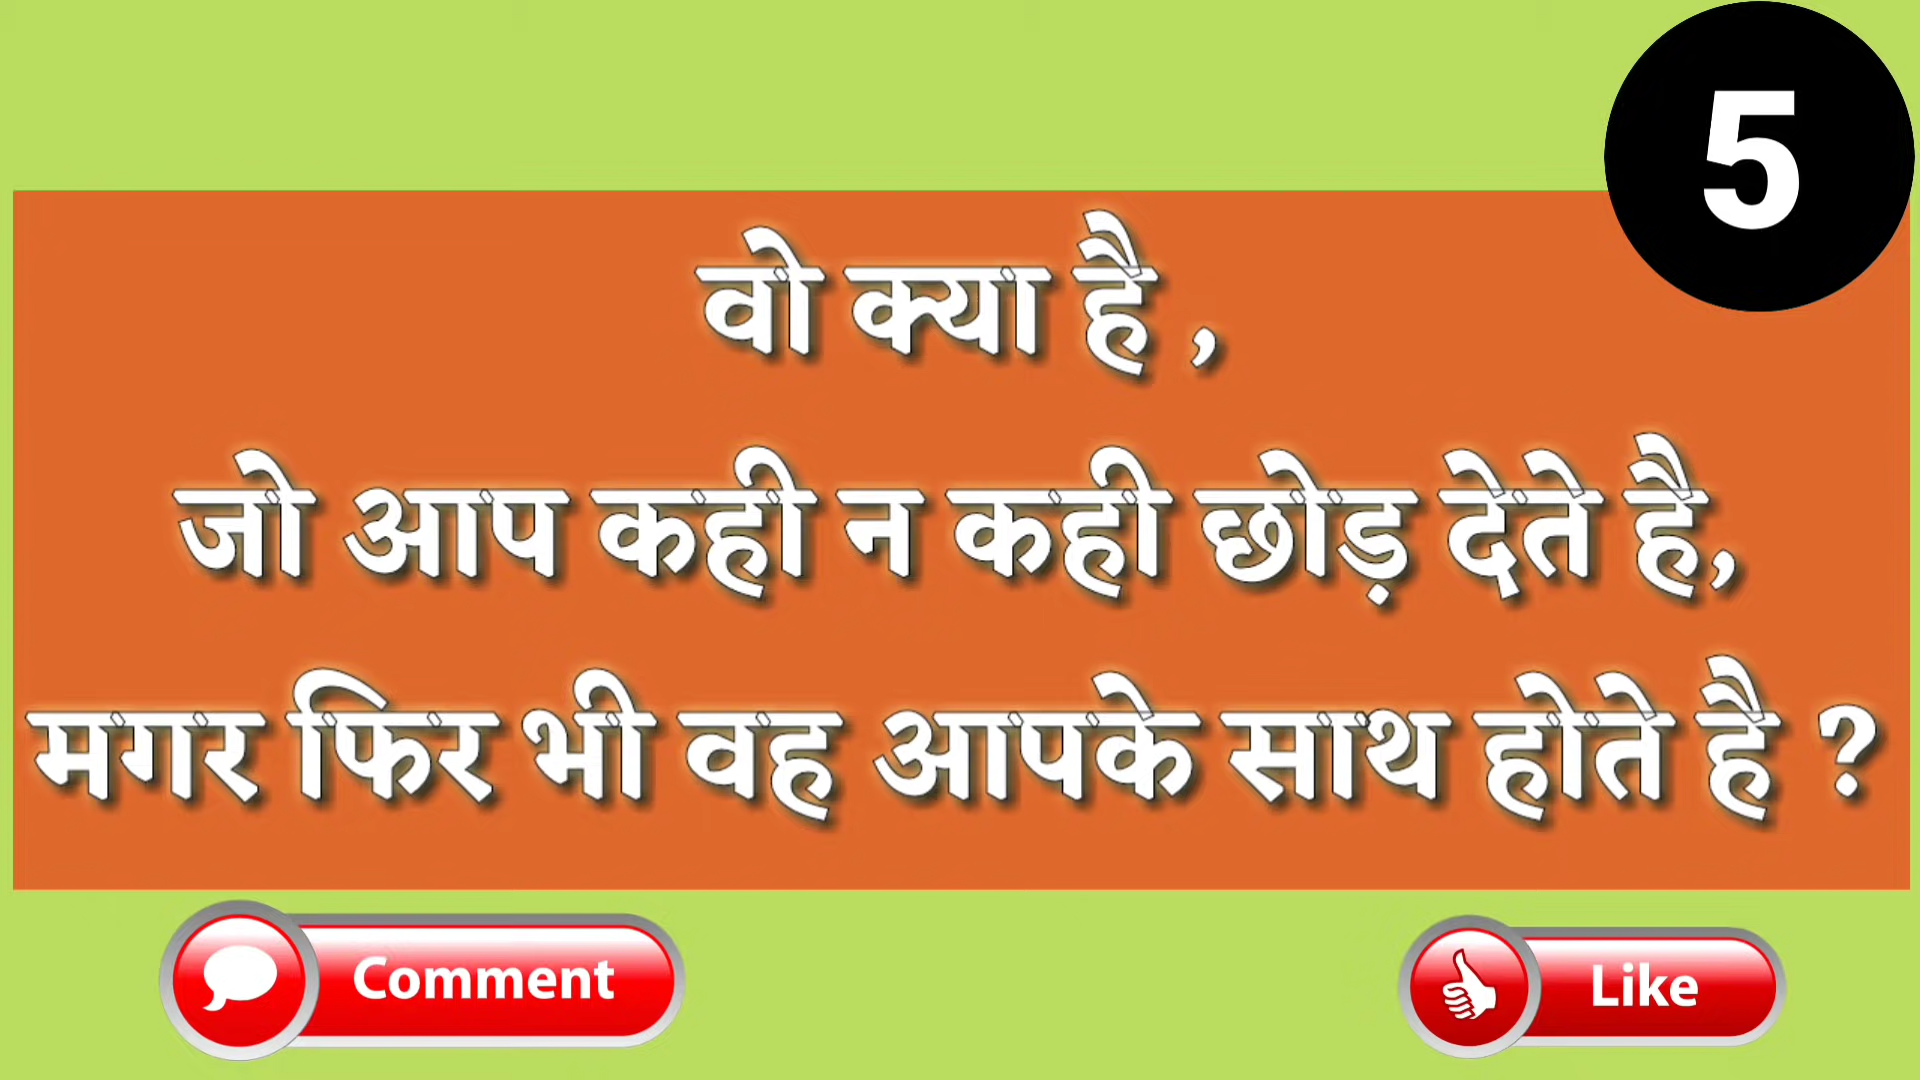 5
वो क्या है ,
जो आप कही न कही छोड़ देते है,
मगर फिर भी वह आपके साथ होते है ?
Comment
Like